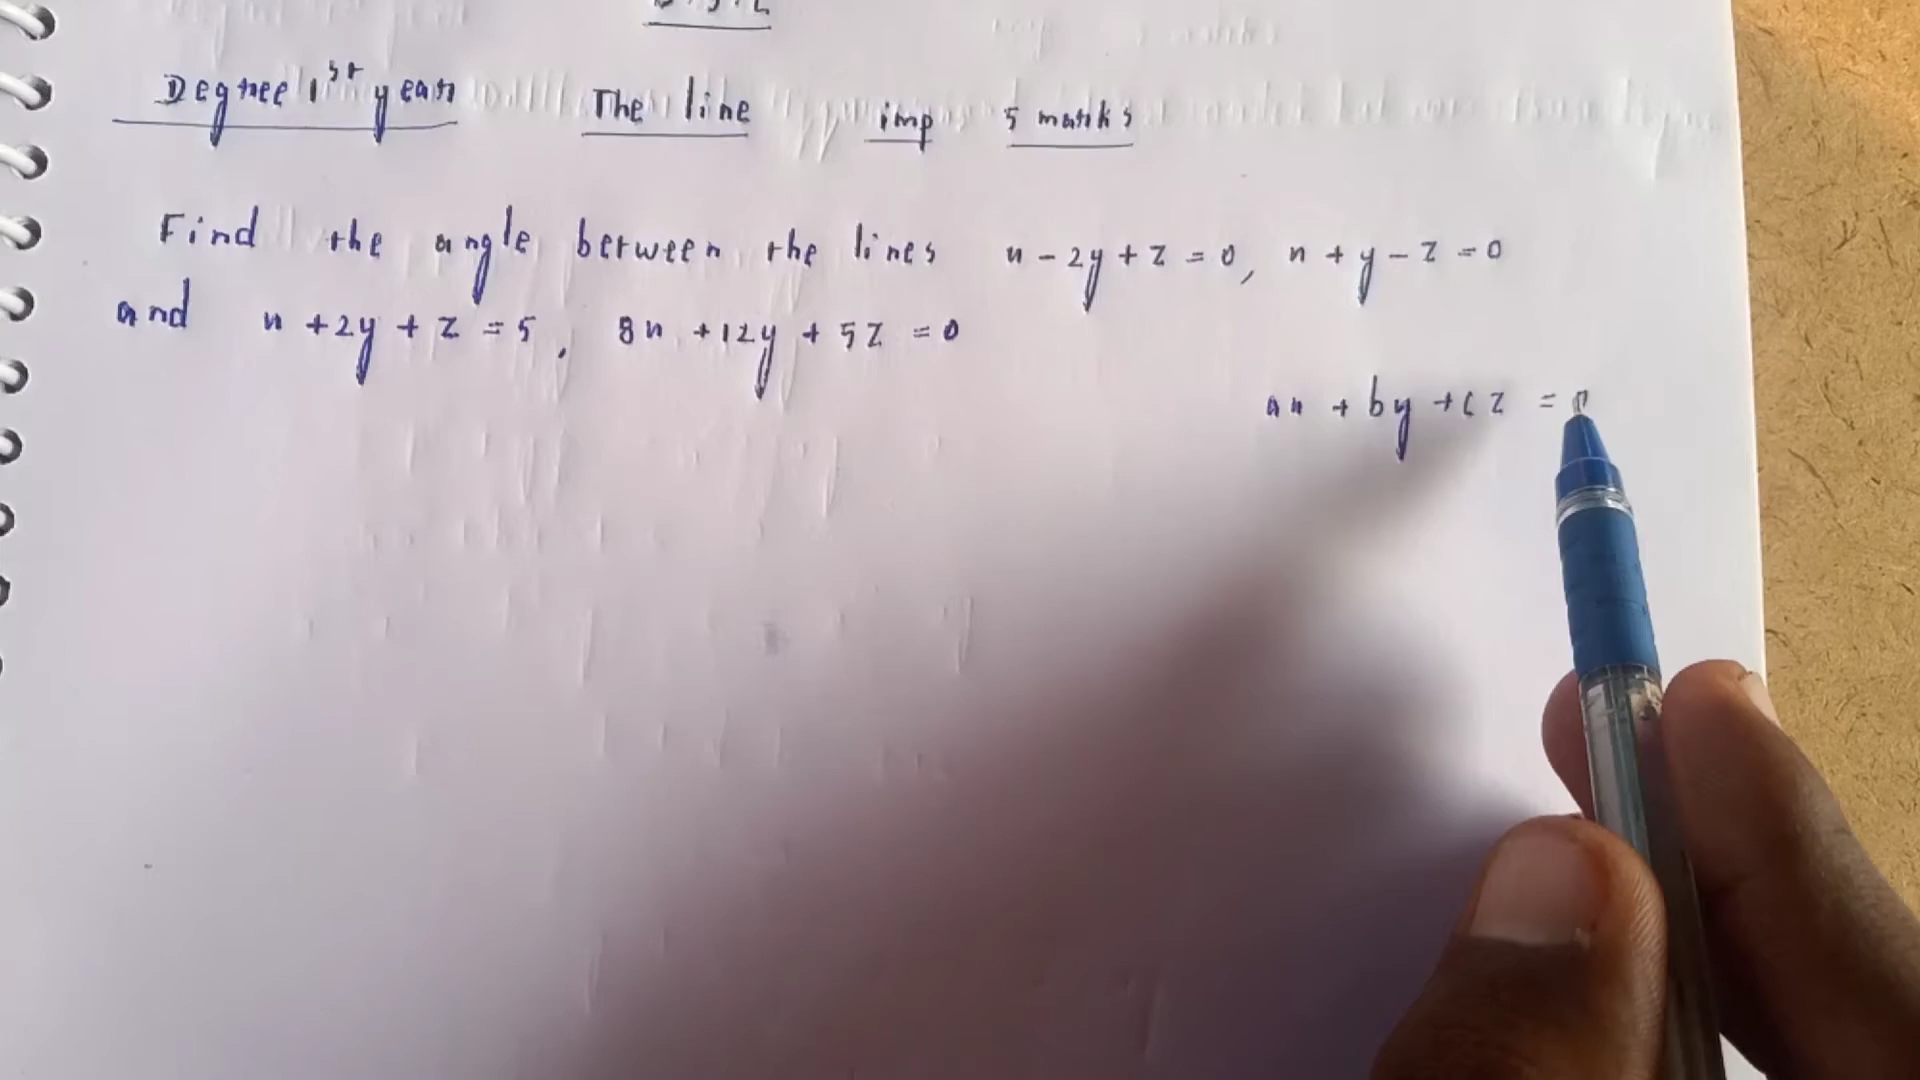 Degree 1st year The line imp 5 marks
Find the angle between the lines x - 2y + z = 0, x + y - z = 0
and x + 2y + z = 5, 8x + 12y + 5z = 0
ax + by + cz = 0